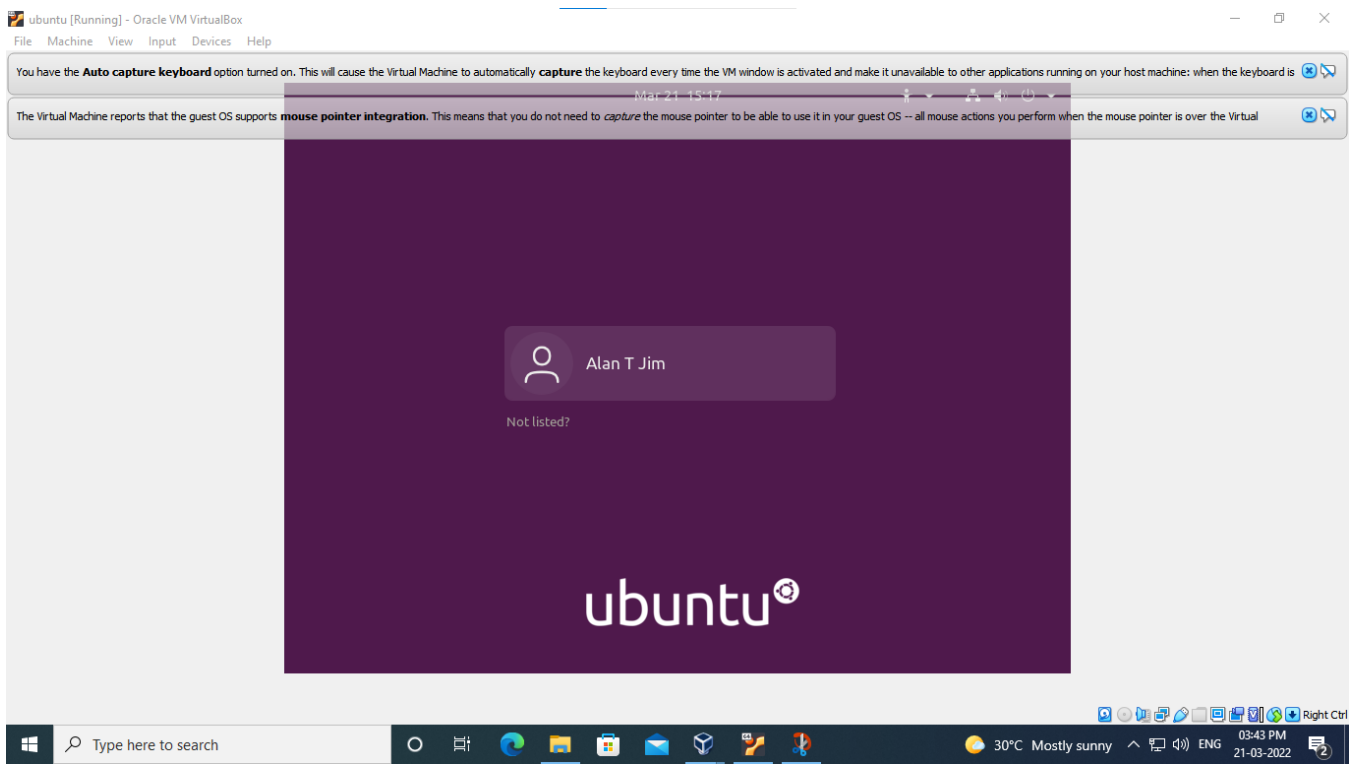 ubuntu [Running] - Oracle VM VirtualBox
File Machine View Input Devices Help
You have the Auto capture keyboard option turned on. This will cause the Virtual Machine to automatically capture the keyboard every time the VM window is activated and make it unavailable to other applications running on your host machine: when the keyboard is
Mar 21 15:17
The Virtual Machine reports that the guest OS supports mouse pointer integration. This means that you do not need to capture the mouse pointer to be able to use it in your guest OS -- all mouse actions you perform when the mouse pointer is over the Virtual
Alan T Jim
Not listed?
ubuntu
Right Ctrl
Type here to search
30°C Mostly sunny
ENG
03:43 PM
21-03-2022
2